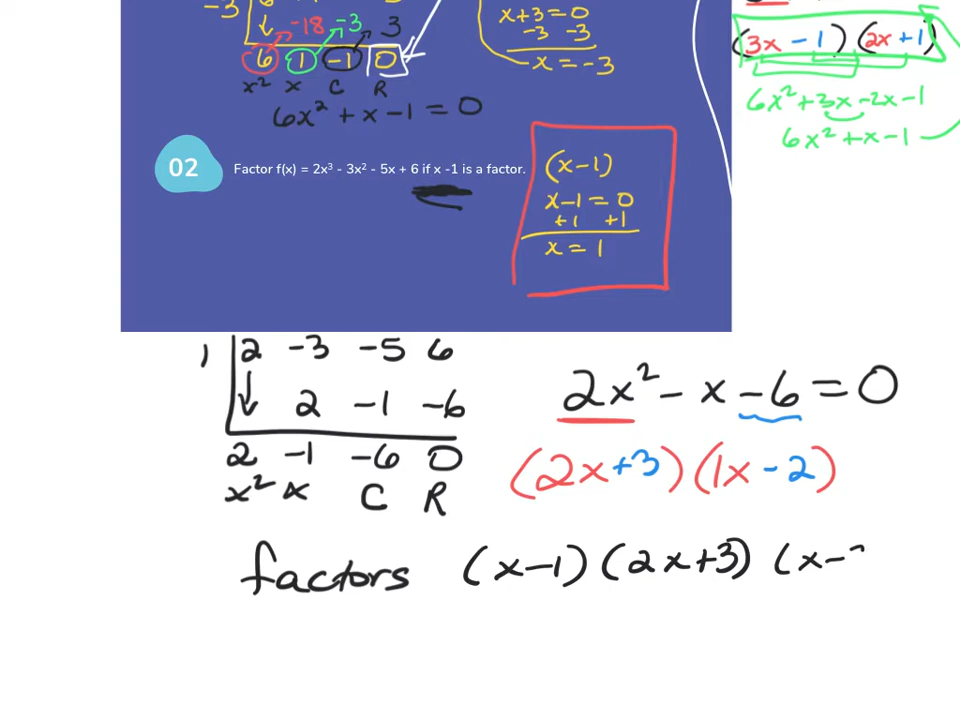 -3
-18 -3 3
6 1 -1 0
x² x C R
6x² + x - 1 = 0
x+3=0
-3 -3
x = -3
(3x - 1)(2x+1)
6x² + 3x - 2x - 1
6x² + x - 1
02
Factor f(x) = 2x³ - 3x² - 5x + 6 if x -1 is a factor.
(x-1)
x-1 = 0
+1 +1
x = 1
1 2 -3 -5 6
2 -1 -6
2 -1 -6 0
x² x C R
2x² - x - 6 = 0
(2x+3)(1x-2)
factors (x-1)(2x+3)(x-